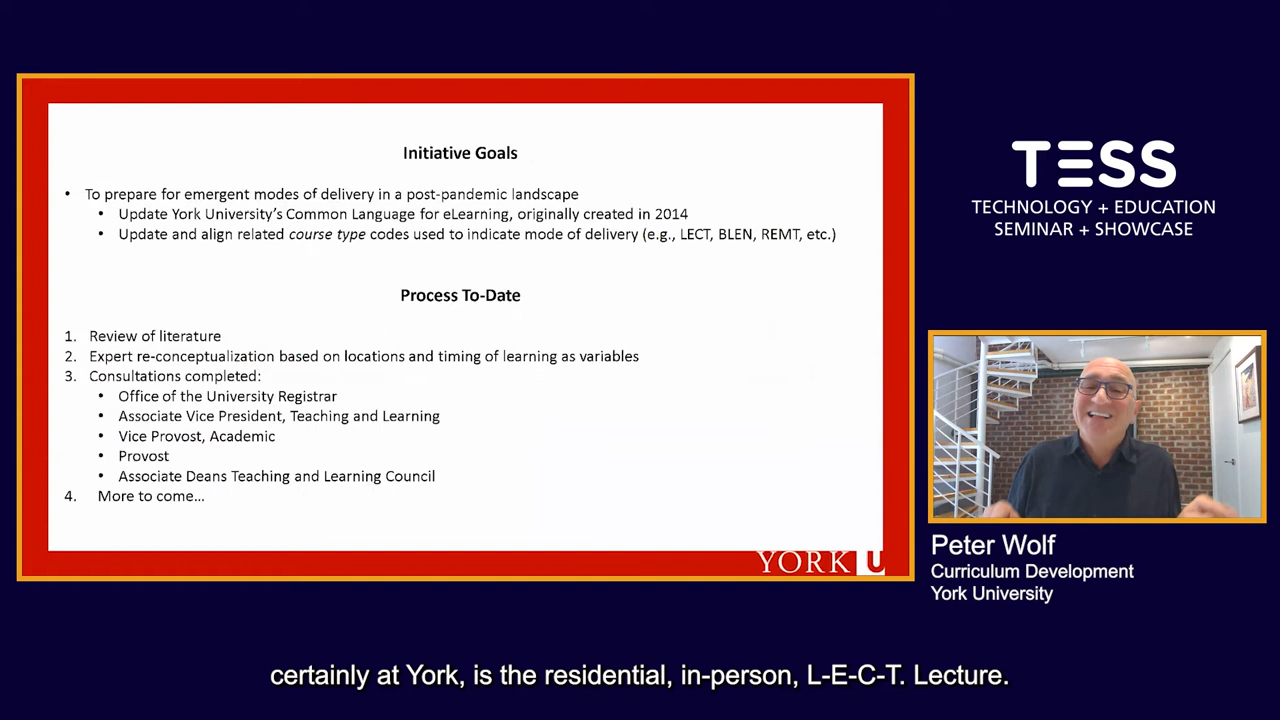 Initiative Goals
• To prepare for emergent modes of delivery in a post-pandemic landscape
• Update York University’s Common Language for eLearning, originally created in 2014
• Update and align related course type codes used to indicate mode of delivery (e.g., LECT, BLEN, REMT, etc.)
Process To-Date
1. Review of literature
2. Expert re-conceptualization based on locations and timing of learning as variables
3. Consultations completed:
• Office of the University Registrar
• Associate Vice President, Teaching and Learning
• Vice Provost, Academic
• Provost
• Associate Deans Teaching and Learning Council
4. More to come…
YORK U
TESS
TECHNOLOGY + EDUCATION
SEMINAR + SHOWCASE
Peter Wolf
Curriculum Development
York University
certainly at York, is the residential, in-person, L-E-C-T. Lecture.